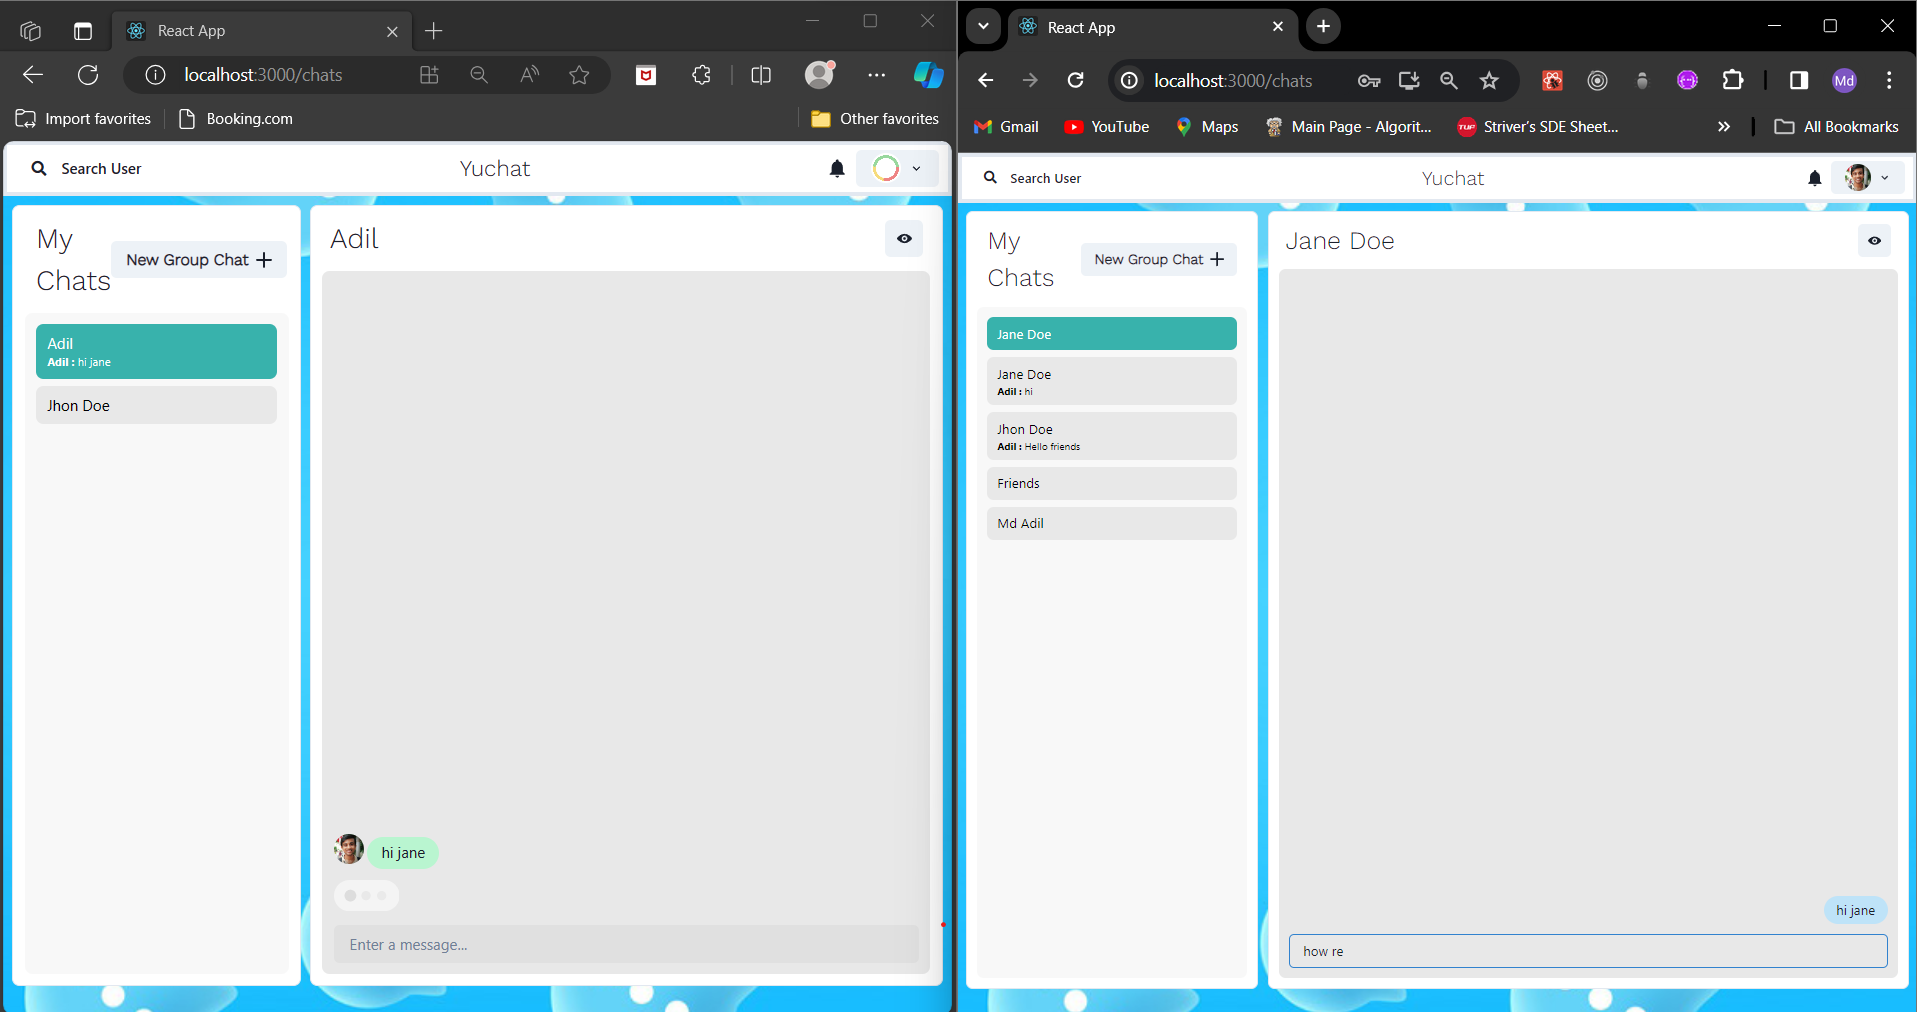 React App
localhost:3000/chats
Import favorites
Booking.com
Other favorites
Search User
Yuchat
My
Chats
New Group Chat
Adil
Adil : hi jane
Jhon Doe
Adil
hi jane
Enter a message...
React App
localhost:3000/chats
Md
Gmail
YouTube
Maps
Main Page - Algorit...
TUF
Striver's SDE Sheet...
All Bookmarks
Search User
Yuchat
My
Chats
New Group Chat
Jane Doe
Jane Doe
Adil : hi
Jhon Doe
Adil : Hello friends
Friends
Md Adil
Jane Doe
hi jane
how re